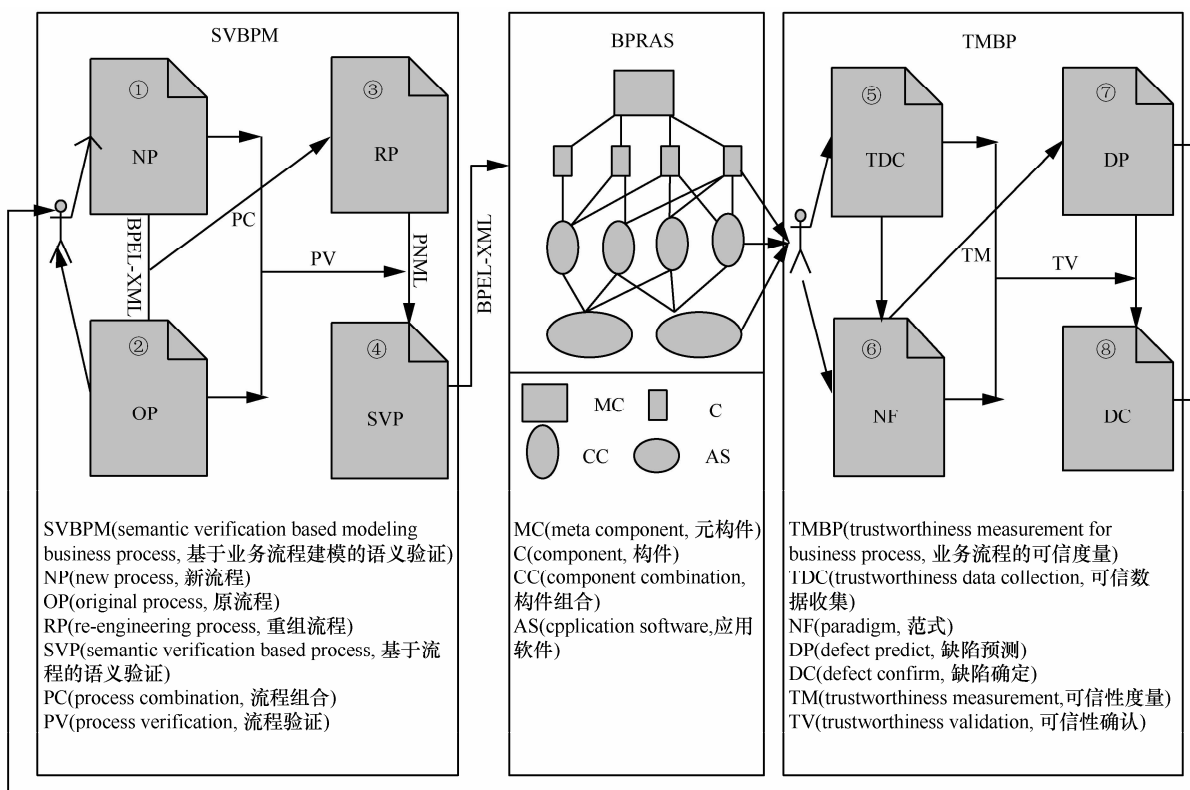 SVBPM
①
NP
③
RP
BPEL-XML
PC
PV
PNML
②
OP
④
SVP
BPEL-XML
BPRAS
MC
C
CC
AS
TMBP
⑤
TDC
⑦
DP
TM
TV
⑥
NF
⑧
DC
SVBPM(semantic verification based modeling
business process, 基于业务流程建模的语义验证)
NP(new process, 新流程)
OP(original process, 原流程)
RP(re-engineering process, 重组流程)
SVP(semantic verification based process, 基于流
程的语义验证)
PC(process combination, 流程组合)
PV(process verification, 流程验证)
MC(meta component, 元构件)
C(component, 构件)
CC(component combination,
构件组合)
AS(cpplication software,应用
软件)
TMBP(trustworthiness measurement for
business process, 业务流程的可信度量)
TDC(trustworthiness data collection, 可信数
据收集)
NF(paradigm, 范式)
DP(defect predict, 缺陷预测)
DC(defect confirm, 缺陷确定)
TM(trustworthiness measurement,可信性度量)
TV(trustworthiness validation, 可信性确认)